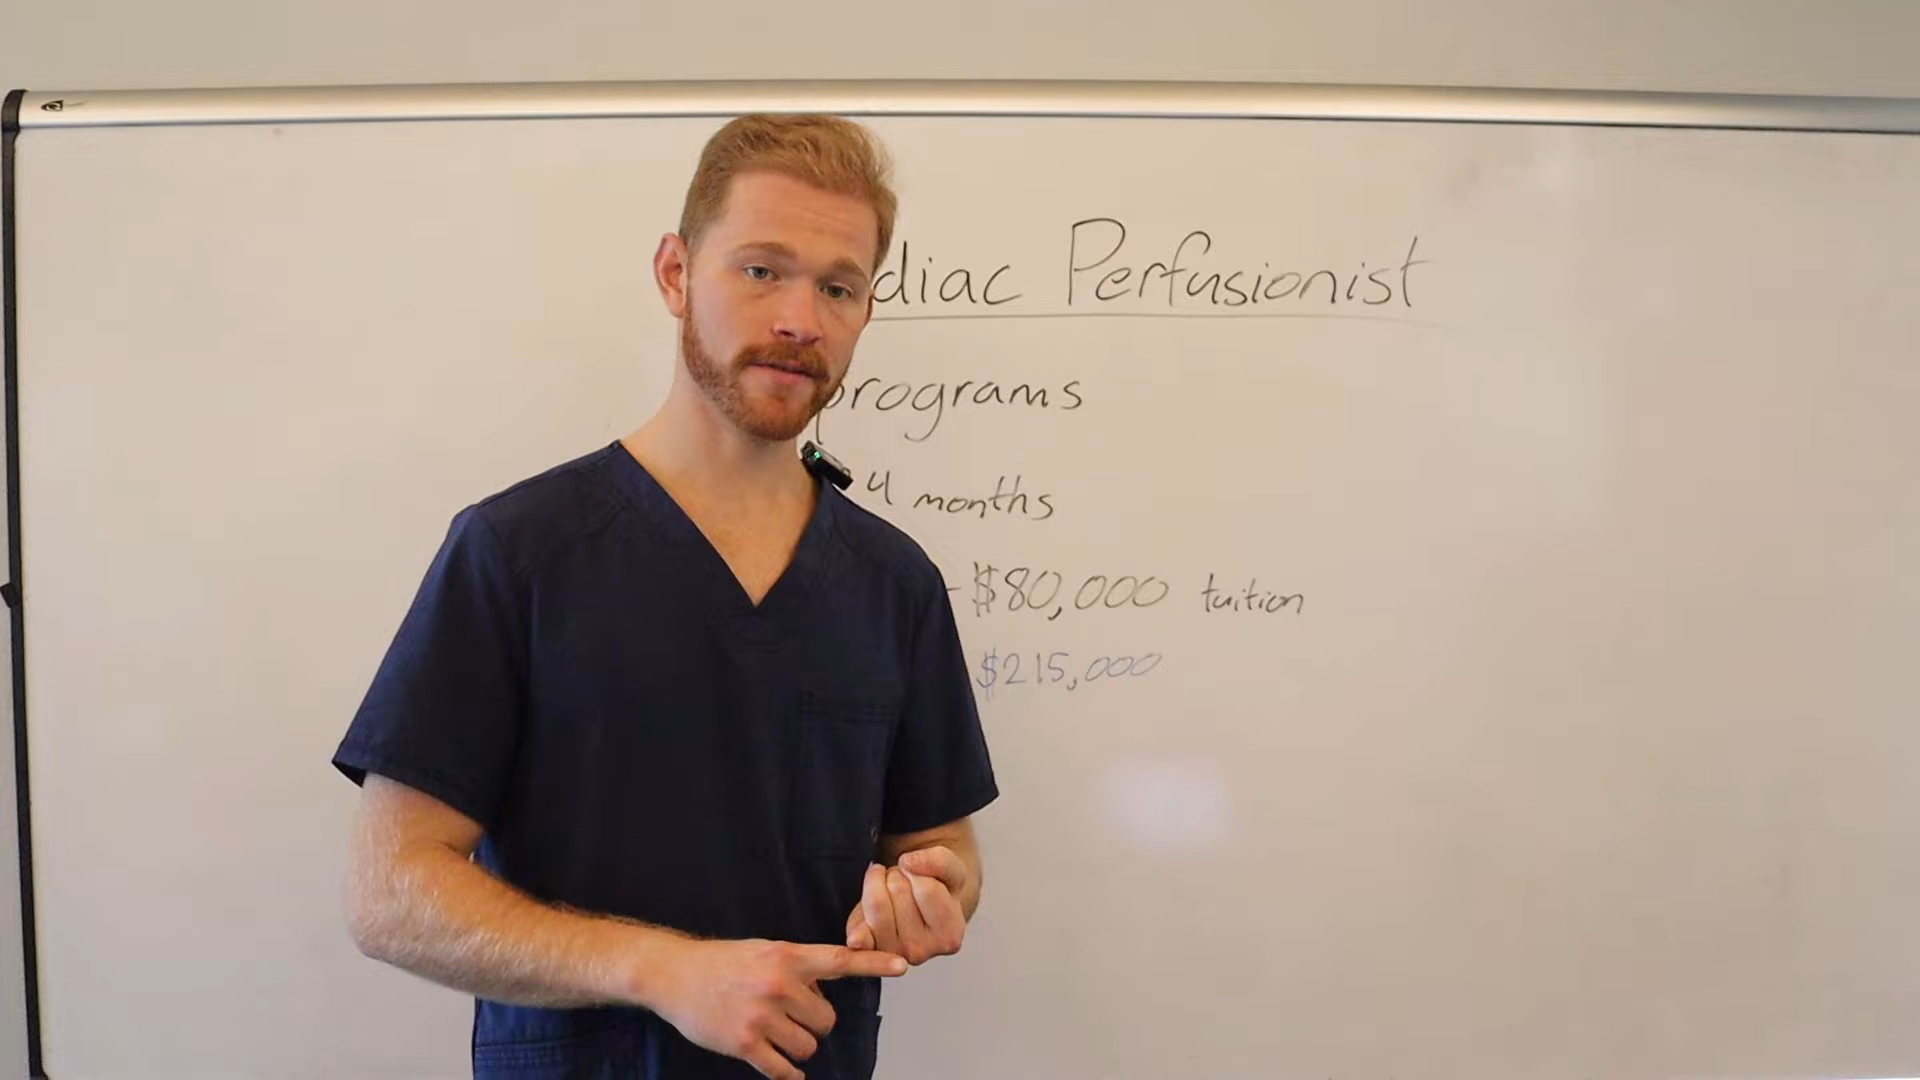 diac Perfusionist
programs
4 months
-$80,000 tuition
$215,000